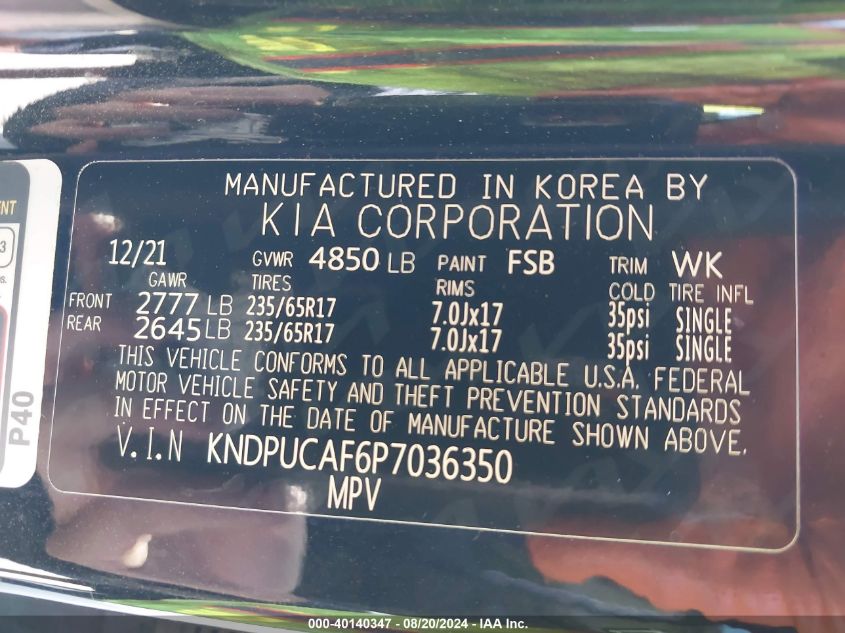 MANUFACTURED IN KOREA BY
KIA CORPORATION
12/21 GVWR 4850 LB PAINT FSB TRIM WK
GAWR TIRES RIMS COLD TIRE INFL
FRONT 2777 LB 235/65R17 7.0Jx17 35psi SINGLE
REAR 2645 LB 235/65R17 7.0Jx17 35psi SINGLE
THIS VEHICLE CONFORMS TO ALL APPLICABLE U.S.A. FEDERAL
MOTOR VEHICLE SAFETY AND THEFT PREVENTION STANDARDS
IN EFFECT ON THE DATE OF MANUFACTURE SHOWN ABOVE.
V.I.N KNDPUCAF6P7036350
MPV
P40
000-40140347 - 08/20/2024 - IAA Inc.